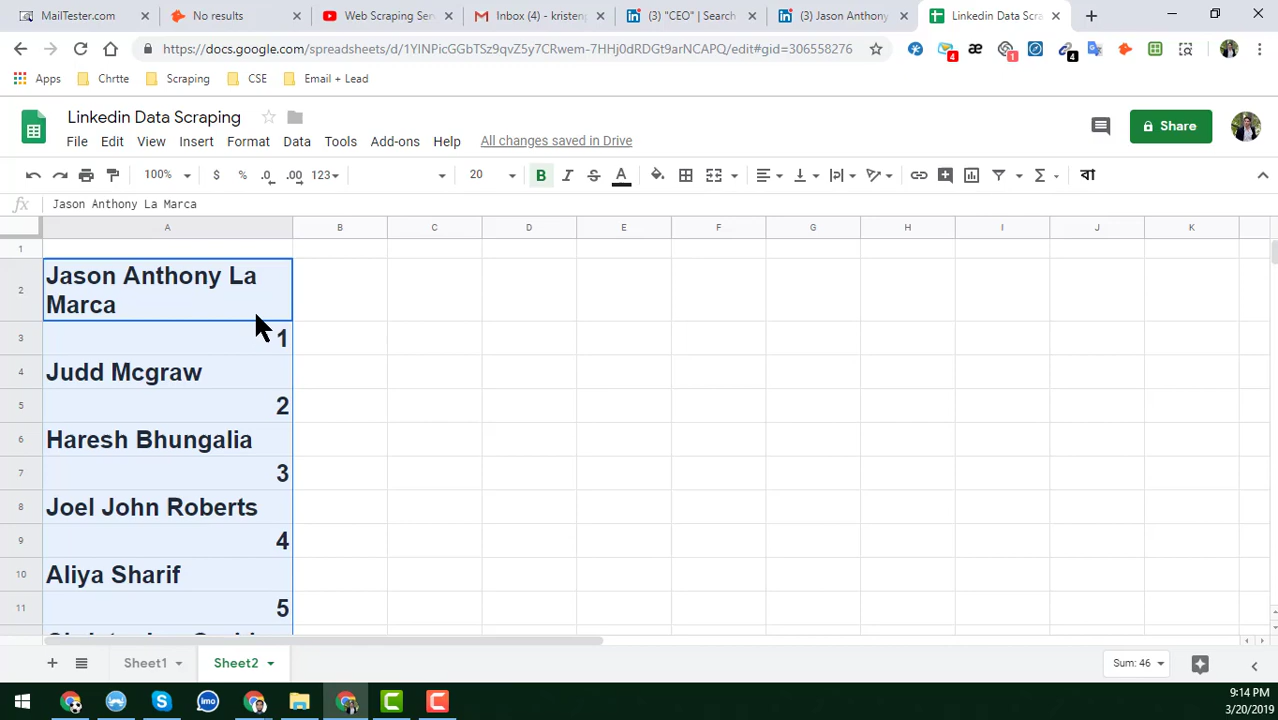 MailTester.com
No results
Web Scraping Ser
Inbox (4) - kristen
(3) "CEO" | Search
(3) Jason Anthony
Linkedin Data Scra
https://docs.google.com/spreadsheets/d/1YlNPicGGbTSz9qvZ5y7CRwem-7HHj0dRDGt9arNCAPQ/edit#gid=306558276
4
1
4
Apps
Chrtte
Scraping
CSE
Email + Lead
Linkedin Data Scraping
File Edit View Insert Format Data Tools Add-ons Help All changes saved in Drive
Share
100% $ % .0 .00 123 20 B I S A Σ বা
fx Jason Anthony La Marca
A B C D E F G H I J K
1
2 Jason Anthony La
Marca
3 1
4 Judd Mcgraw
5 2
6 Haresh Bhungalia
7 3
8 Joel John Roberts
9 4
10 Aliya Sharif
11 5
Sheet1 Sheet2 Sum: 46
imo
9:14 PM
3/20/2019